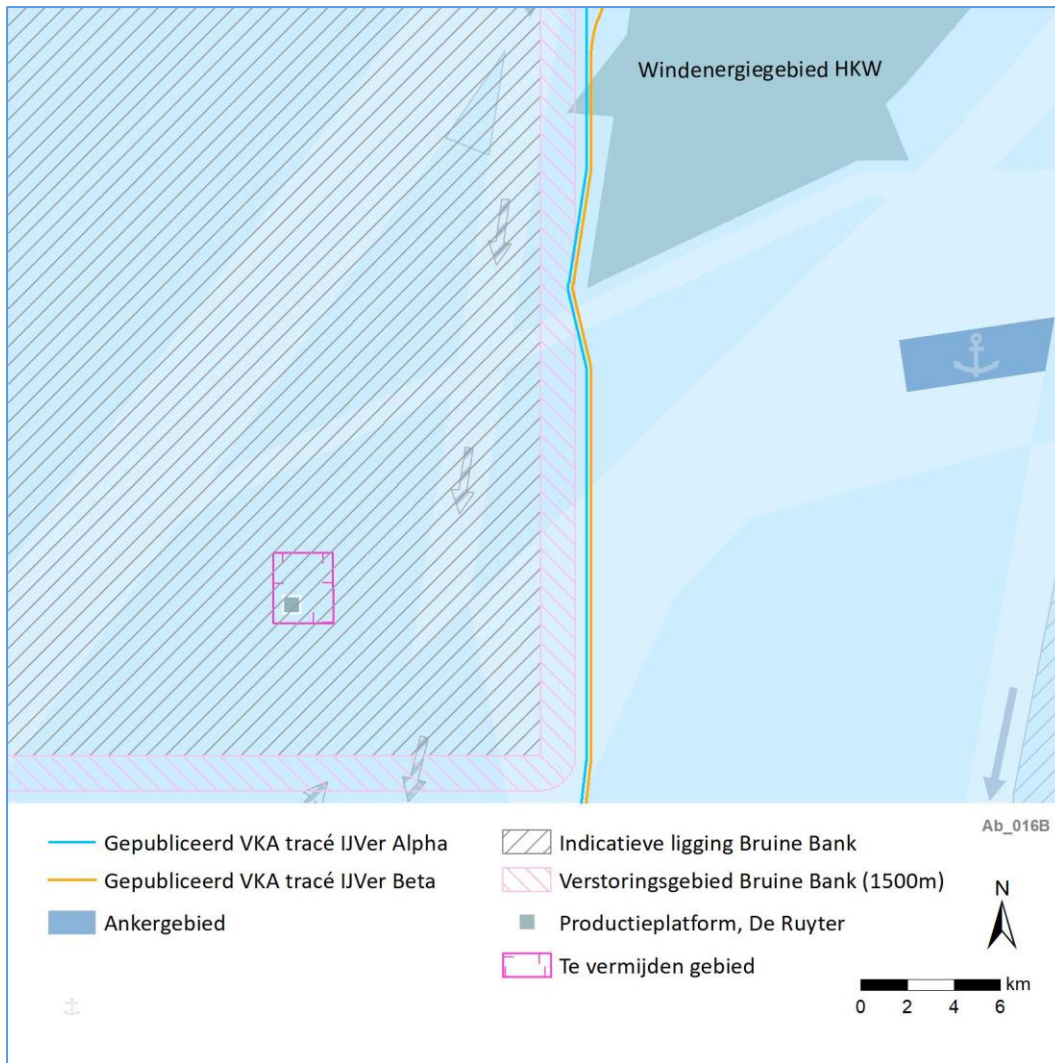 Windenergiegebied HKW
Ab_016B
Gepubliceerd VKA tracé IJVer Alpha
Gepubliceerd VKA tracé IJVer Beta
Ankergebied
Indicatieve ligging Bruine Bank
Verstoringsgebied Bruine Bank (1500m)
Productieplatform, De Ruyter
Te vermijden gebied
N
km
0 2 4 6